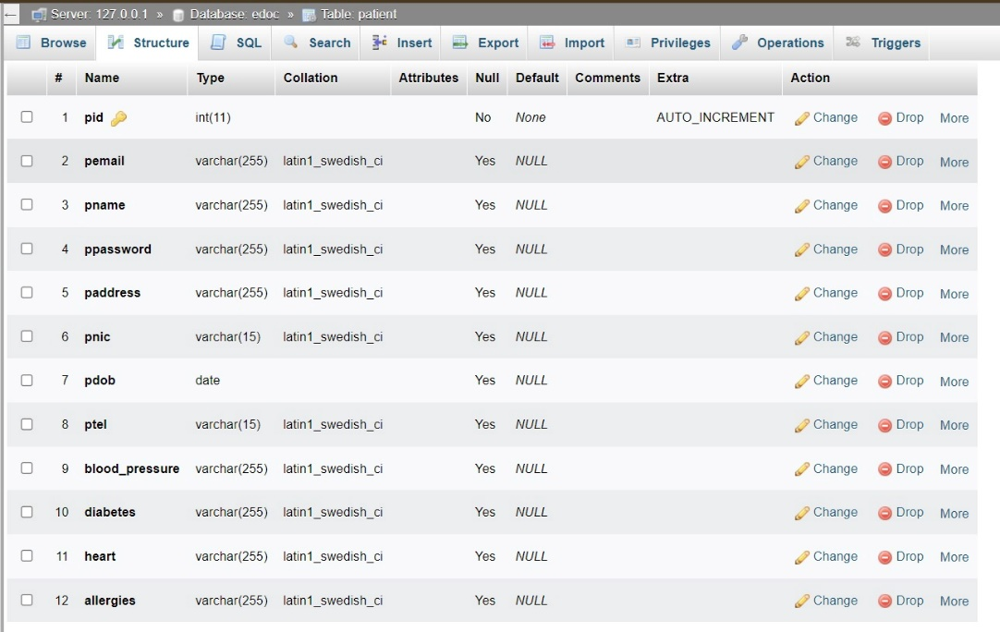 Server: 127.0.0.1 » Database: edoc » Table: patient
Browse Structure SQL Search Insert Export Import Privileges Operations Triggers
# Name Type Collation Attributes Null Default Comments Extra Action
1 pid int(11) No None AUTO_INCREMENT Change Drop More
2 pemail varchar(255) latin1_swedish_ci Yes NULL Change Drop More
3 pname varchar(255) latin1_swedish_ci Yes NULL Change Drop More
4 ppassword varchar(255) latin1_swedish_ci Yes NULL Change Drop More
5 paddress varchar(255) latin1_swedish_ci Yes NULL Change Drop More
6 pnic varchar(15) latin1_swedish_ci Yes NULL Change Drop More
7 pdob date Yes NULL Change Drop More
8 ptel varchar(15) latin1_swedish_ci Yes NULL Change Drop More
9 blood_pressure varchar(255) latin1_swedish_ci Yes NULL Change Drop More
10 diabetes varchar(255) latin1_swedish_ci Yes NULL Change Drop More
11 heart varchar(255) latin1_swedish_ci Yes NULL Change Drop More
12 allergies varchar(255) latin1_swedish_ci Yes NULL Change Drop More